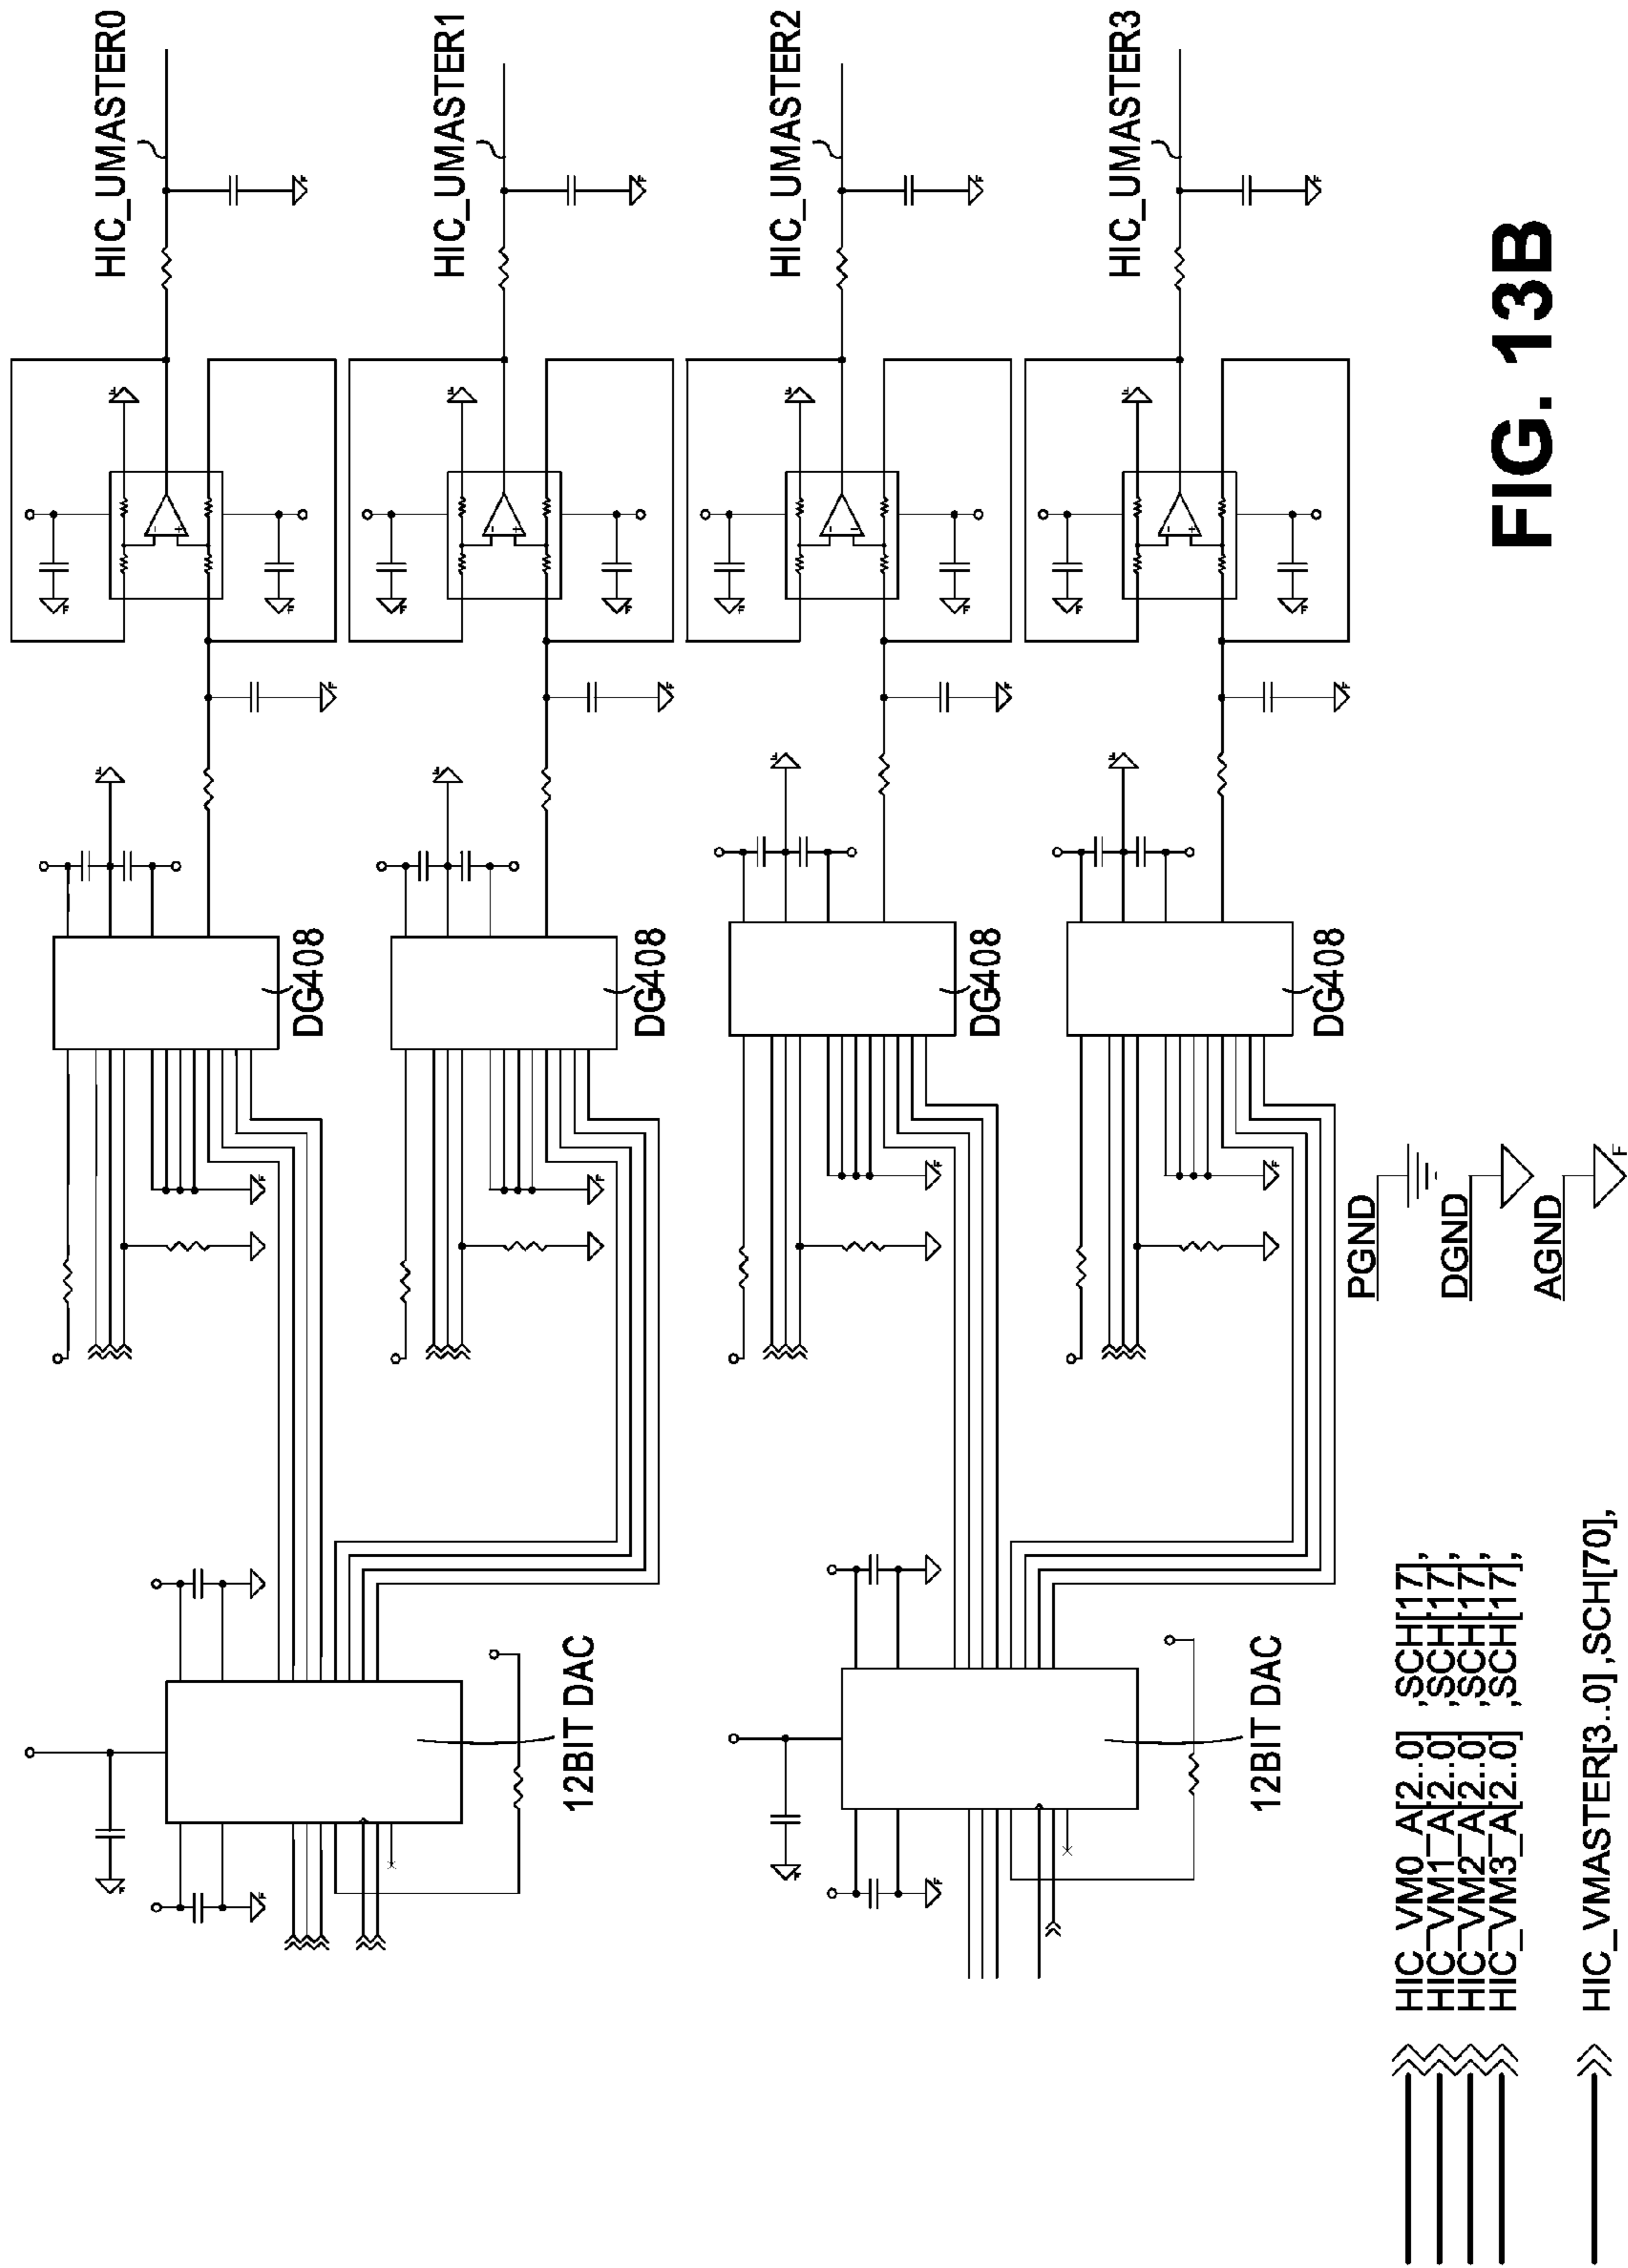 HIC_UMASTER0
HIC_UMASTER1
HIC_UMASTER2
HIC_UMASTER3
DG408
DG408
DG408
DG408
12BIT DAC
12BIT DAC
PGND
DGND
AGND
F
HIC_VM0_A[2..0] ,SCH[17],
HIC_VM1_A[2..0] ,SCH[17],
HIC_VM2_A[2..0] ,SCH[17],
HIC_VM3_A[2..0] ,SCH[17],
HIC_VMASTER[3..0] ,SCH[70],
FIG. 13B